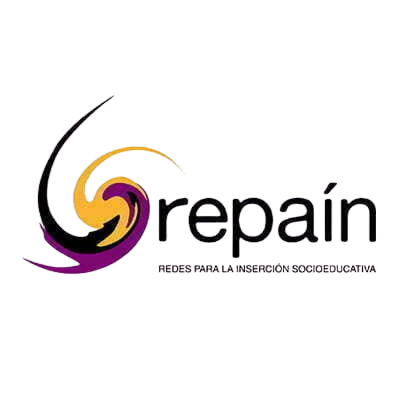 repaín
REDES PARA LA INSERCIÓN SOCIOEDUCATIVA